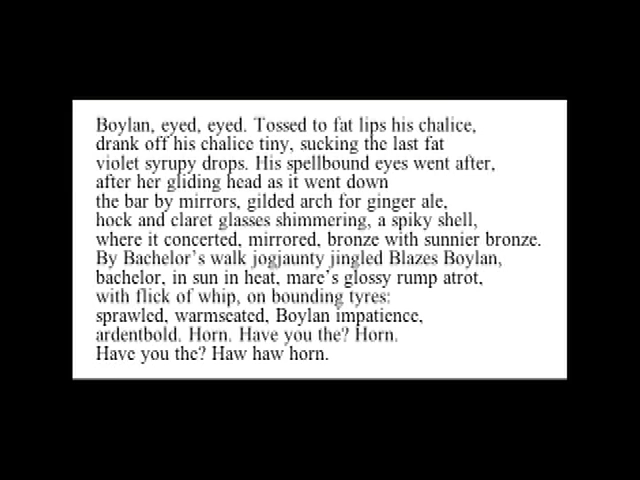 Boylan, eyed, eyed. Tossed to fat lips his chalice,
drank off his chalice tiny, sucking the last fat
violet syrupy drops. His spellbound eyes went after,
after her gliding head as it went down
the bar by mirrors, gilded arch for ginger ale,
hock and claret glasses shimmering, a spiky shell,
where it concerted, mirrored, bronze with sunnier bronze.
By Bachelor’s walk jogjaunty jingled Blazes Boylan,
bachelor, in sun in heat, mare’s glossy rump atrot,
with flick of whip, on bounding tyres:
sprawled, warmseated, Boylan impatience,
ardentbold. Horn. Have you the? Horn.
Have you the? Haw haw horn.